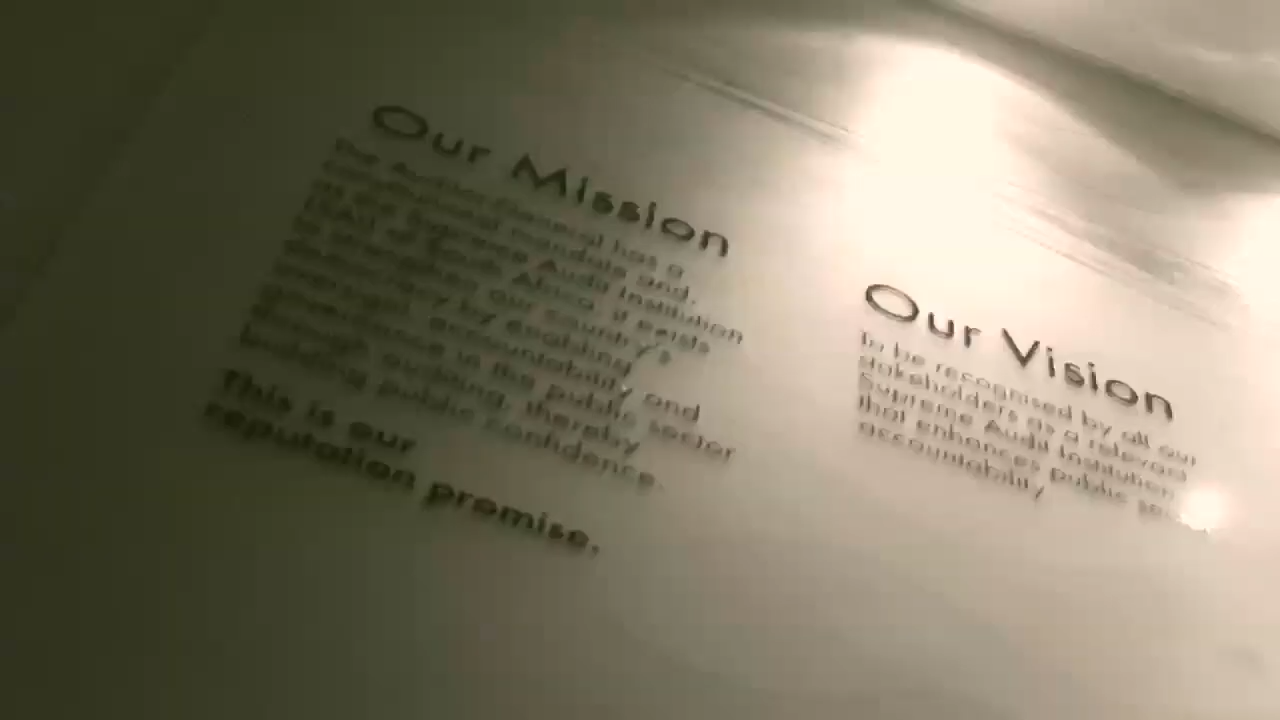 Our Mission
The Auditor-General has a
constitutional mandate and,
as the Supreme Audit Institution
(SAI) of South Africa, it exists
to strengthen our country's
democracy by enabling
oversight, accountability and
governance in the public sector
through auditing, thereby
building public confidence.
This is our
reputation promise.
Our Vision
To be recognised by all our
stakeholders as a relevant
Supreme Audit Institution
that enhances public
accountability